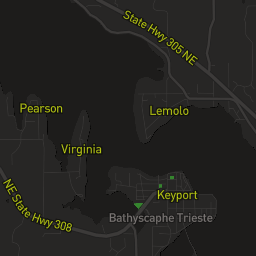 State Hwy 305 NE
Pearson
Lemolo
Virginia
Keyport
Bathyscaphe Trieste
NE State Hwy 308